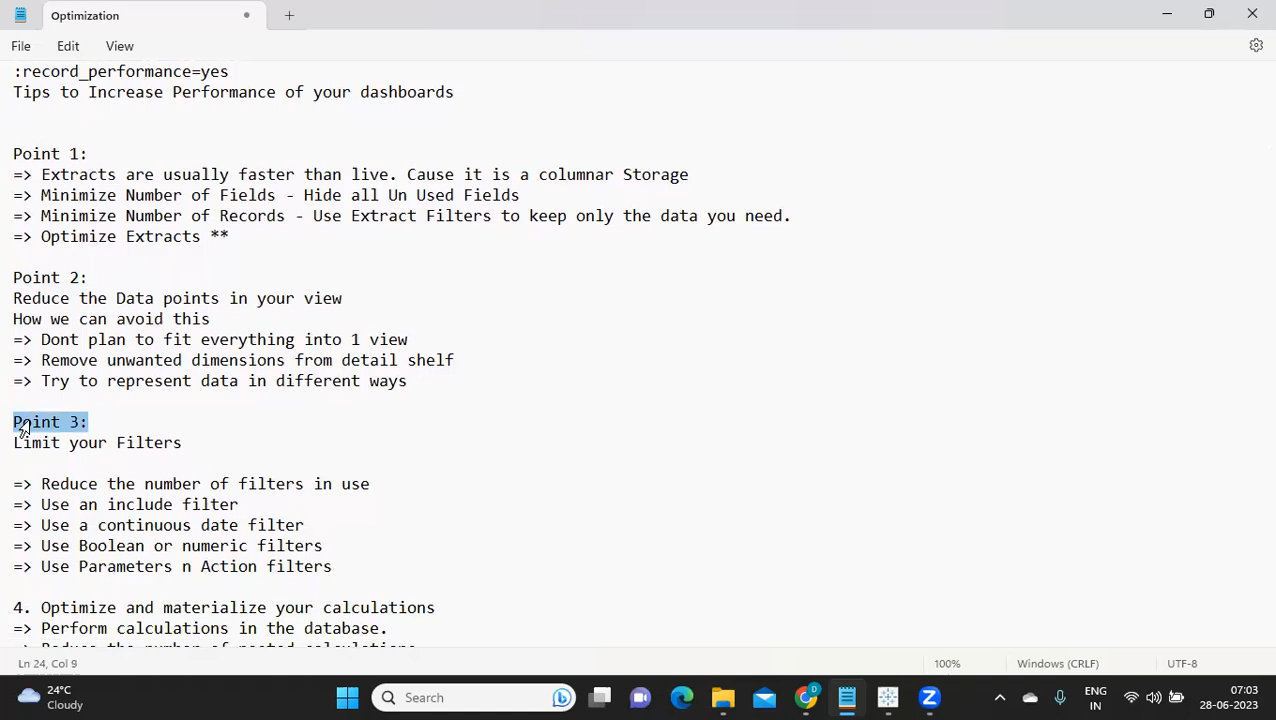 Optimization
File Edit View
:record_performance=yes
Tips to Increase Performance of your dashboards
Point 1:
=> Extracts are usually faster than live. Cause it is a columnar Storage
=> Minimize Number of Fields - Hide all Un Used Fields
=> Minimize Number of Records - Use Extract Filters to keep only the data you need.
=> Optimize Extracts **
Point 2:
Reduce the Data points in your view
How we can avoid this
=> Dont plan to fit everything into 1 view
=> Remove unwanted dimensions from detail shelf
=> Try to represent data in different ways
Point 3:
Limit your Filters
=> Reduce the number of filters in use
=> Use an include filter
=> Use a continuous date filter
=> Use Boolean or numeric filters
=> Use Parameters n Action filters
4. Optimize and materialize your calculations
=> Perform calculations in the database.
=> Reduce the number of nested calculations
Ln 24, Col 9 100% Windows (CRLF) UTF-8
24°C
Cloudy
Search
ENG
IN
07:03
28-06-2023